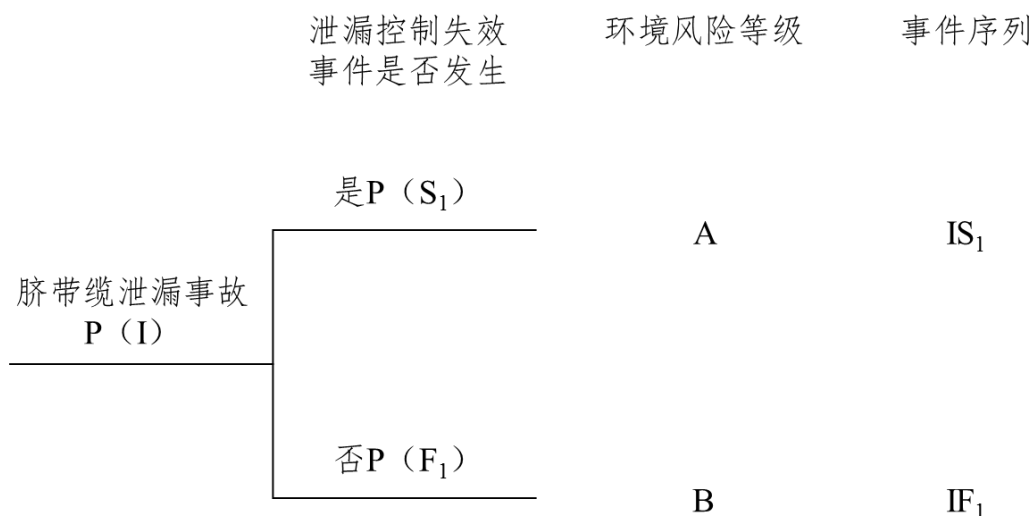 泄漏控制失效
事件是否发生
环境风险等级
事件序列
是P（S₁）
A
IS₁
脐带缆泄漏事故
P（I）
否P（F₁）
B
IF₁